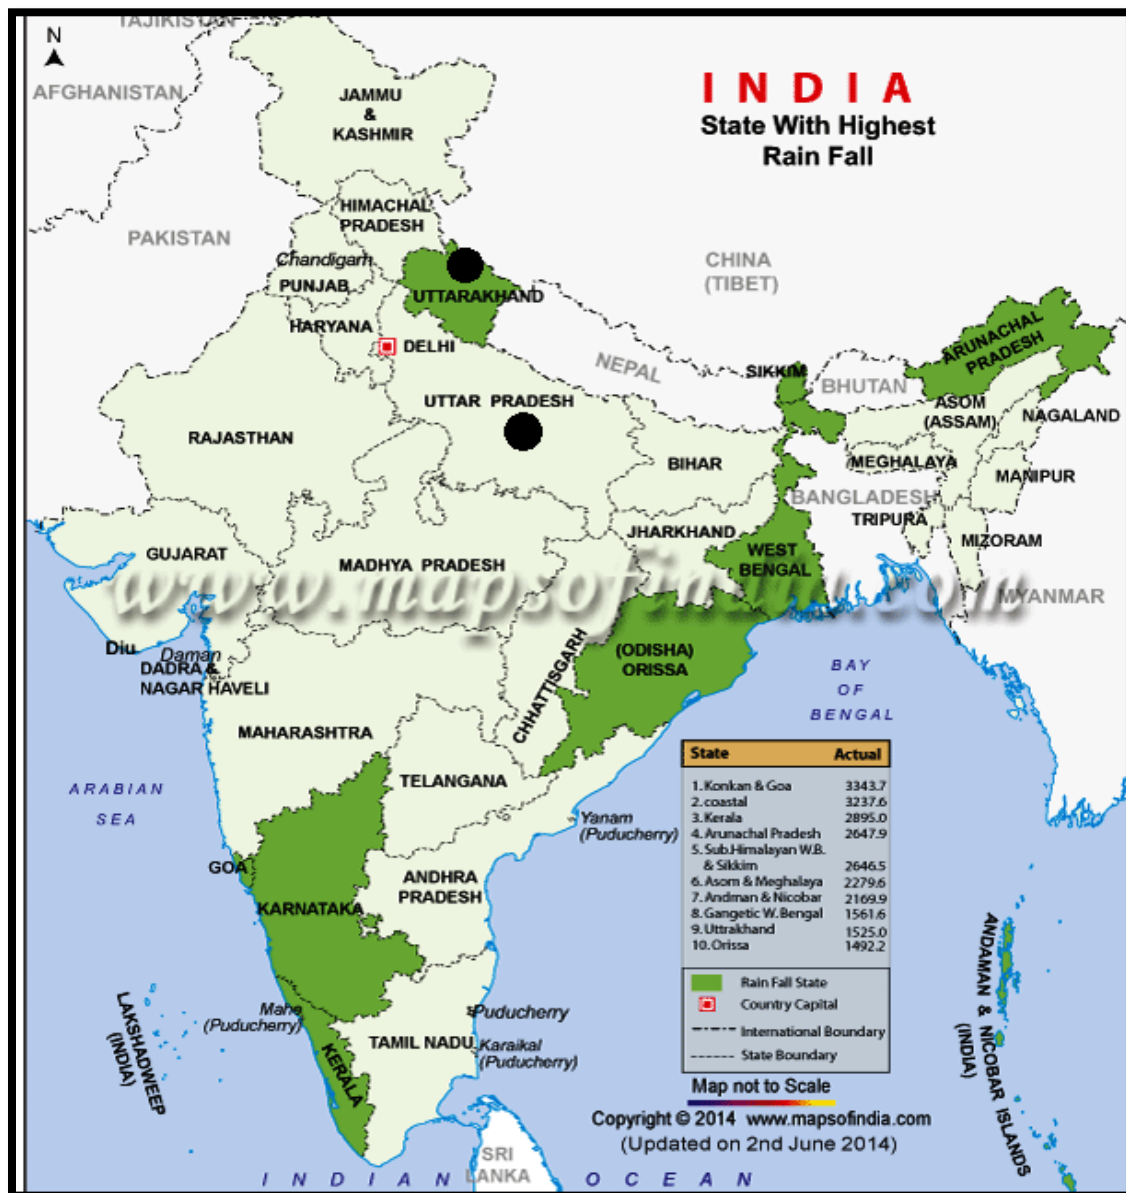 TAJIKISTAN
N
AFGHANISTAN
JAMMU
&
KASHMIR
INDIA
State With Highest
Rain Fall
HIMACHAL
PRADESH
PAKISTAN
Chandigarh
PUNJAB
CHINA
(TIBET)
UTTARAKHAND
HARYANA
DELHI
ARUNACHAL
PRADESH
NEPAL
SIKKIM
BHUTAN
UTTAR PRADESH
ASOM
(ASSAM)
NAGALAND
RAJASTHAN
BIHAR
MEGHALAYA
MANIPUR
BANGLADESH
TRIPURA
JHARKHAND
MIZORAM
GUJARAT
MADHYA PRADESH
WEST
BENGAL
www.mapsofindia.com
MYANMAR
Diu
Daman
DADRA &
NAGAR HAVELI
CHHATTISGARH
(ODISHA)
ORISSA
BAY
OF
BENGAL
MAHARASHTRA
TELANGANA
ARABIAN
SEA
Yanam
(Puducherry)
GOA
KARNATAKA
ANDHRA
PRADESH
State Actual
1. Konkan & Goa 3343.7
2. coastal 3237.6
3. Kerala 2895.0
4. Arunachal Pradesh 2647.9
5. Sub.Himalayan W.B.
& Sikkim 2646.5
6. Asom & Meghalaya 2279.6
7. Andman & Nicobar 2169.9
8. Gangetic W.Bengal 1561.6
9. Uttrakhand 1525.0
10. Orissa 1492.2
Rain Fall State
Country Capital
International Boundary
State Boundary
LAKSHADWEEP
(INDIA)
Mahe
(Puducherry)
Puducherry
TAMIL NADU
Karaikal
(Puducherry)
KERALA
ANDAMAN & NICOBAR ISLANDS
(INDIA)
Map not to Scale
Copyright © 2014 www.mapsofindia.com
(Updated on 2nd June 2014)
SRI
LANKA
INDIAN OCEAN